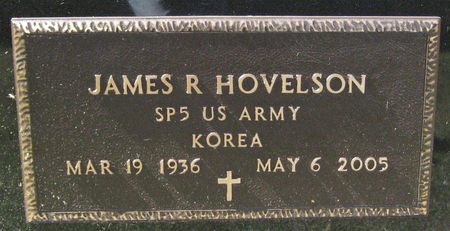 JAMES R HOVELSON
SP5 US ARMY
KOREA
MAR 19 1936 MAY 6 2005